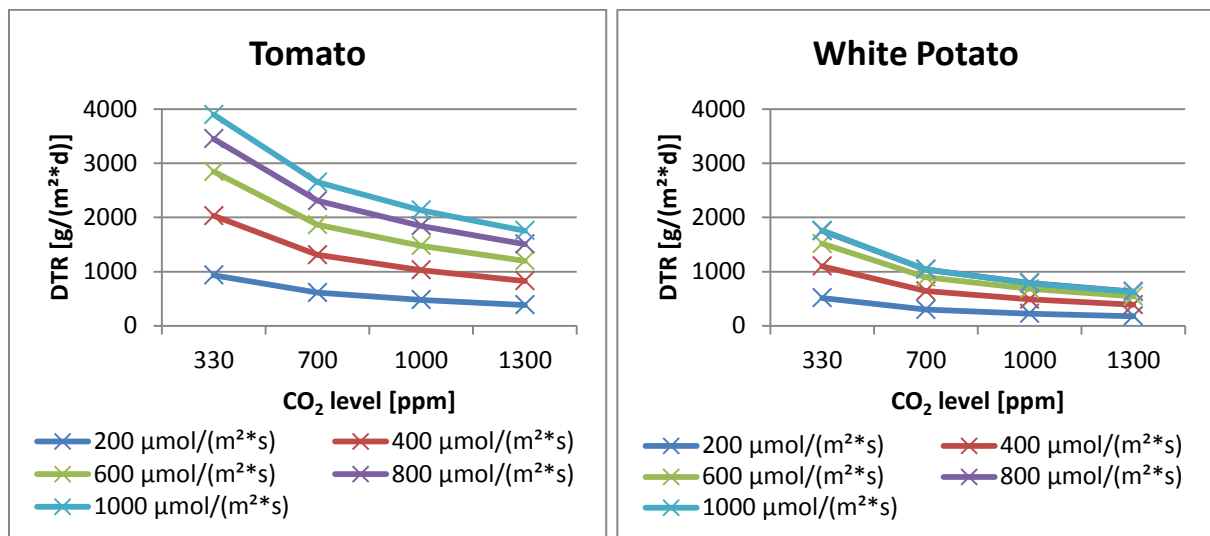 Tomato
DTR [g/(m²*d)]
4000
3000
2000
1000
0
330 700 1000 1300
CO₂ level [ppm]
200 µmol/(m²*s) 400 µmol/(m²*s)
600 µmol/(m²*s) 800 µmol/(m²*s)
1000 µmol/(m²*s)
White Potato
DTR [g/(m²*d)]
4000
3000
2000
1000
0
330 700 1000 1300
CO₂ level [ppm]
200 µmol/(m²*s) 400 µmol/(m²*s)
600 µmol/(m²*s) 800 µmol/(m²*s)
1000 µmol/(m²*s)